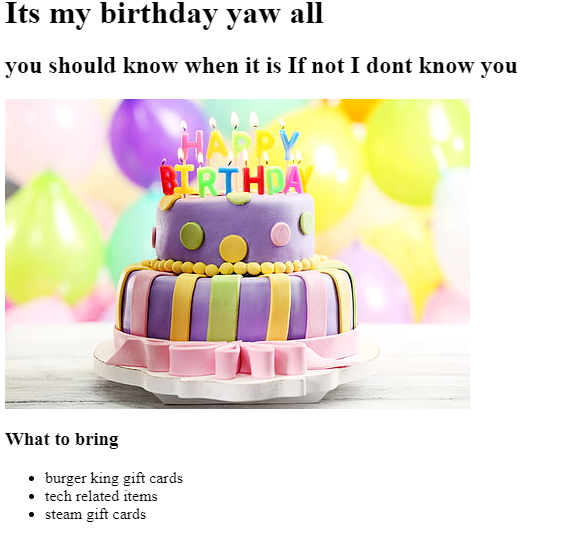 Its my birthday yaw all
you should know when it is If not I dont know you
HAPPY
BIRTHDAY
What to bring
burger king gift cards
tech related items
steam gift cards